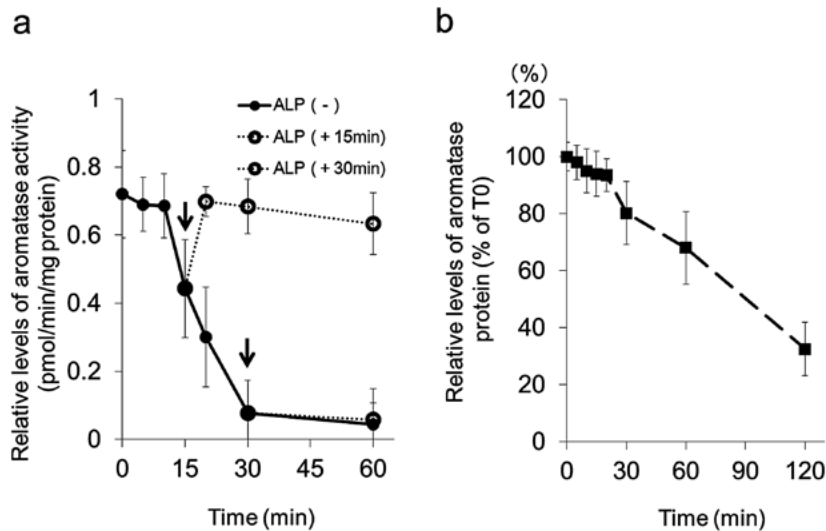 a
Relative levels of aromatase activity
(pmol/min/mg protein)
1
0.8
0.6
0.4
0.2
0
ALP ( - )
ALP ( + 15min)
ALP ( + 30min)
0 15 30 45 60
Time (min)
b
Relative levels of aromatase
protein (% of T0)
(%)
120
100
80
60
40
20
0
0 30 60 90 120
Time (min)